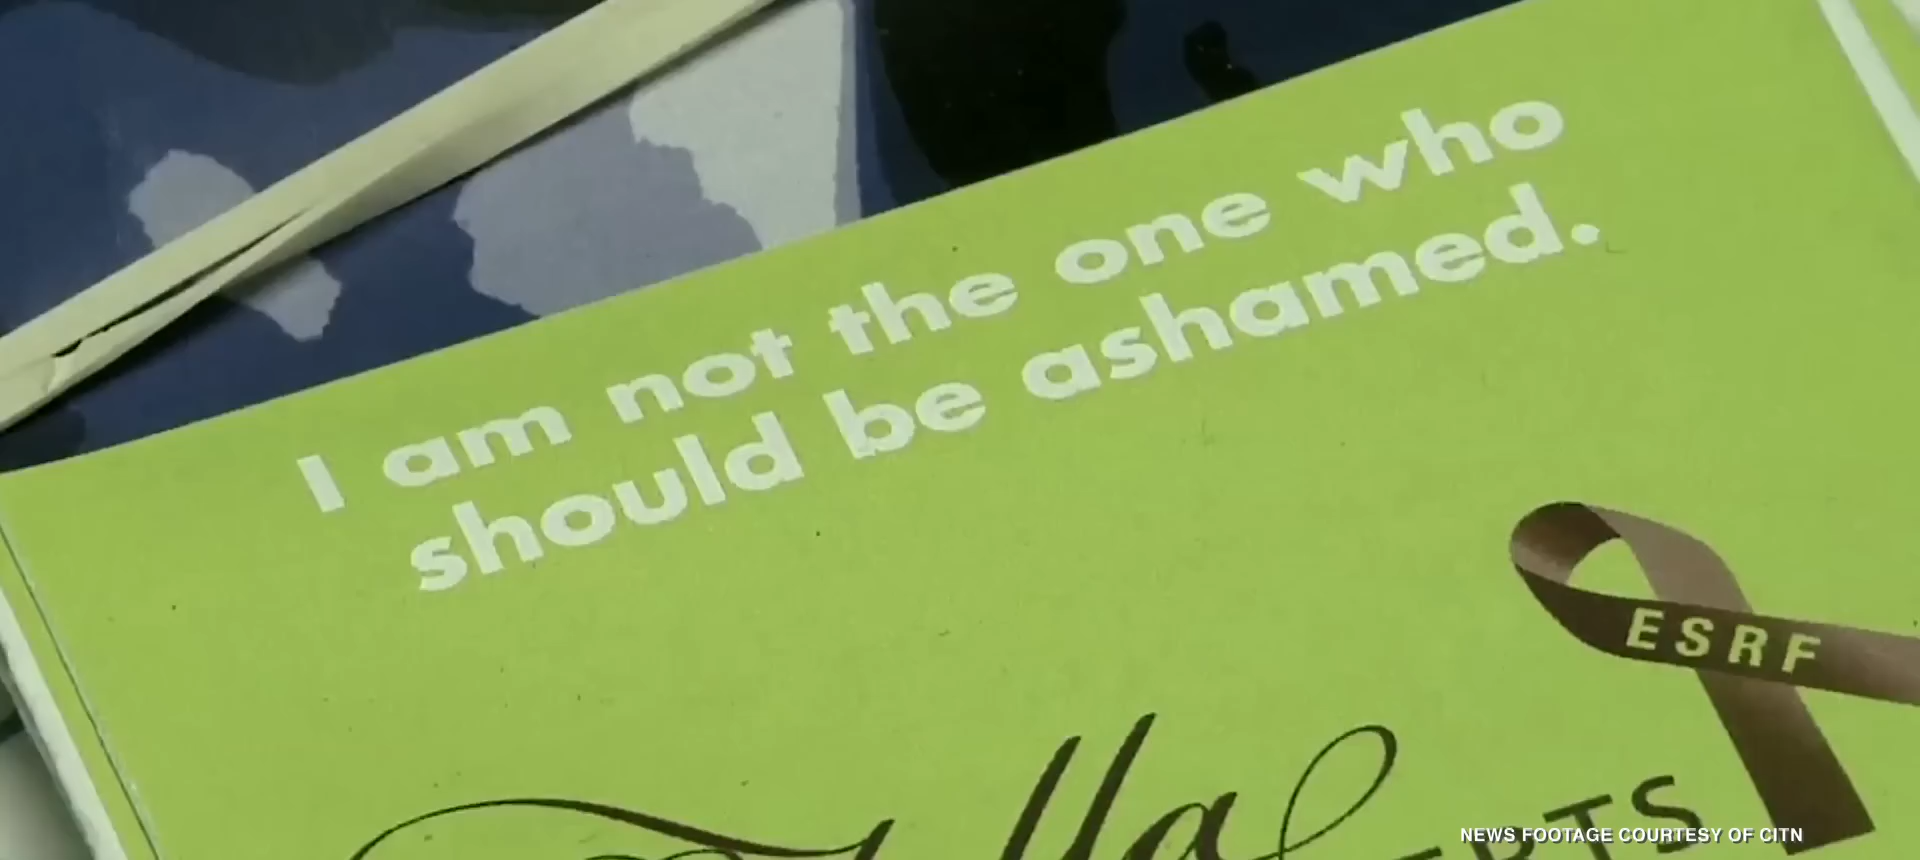 I am not the one who
should be ashamed.
ESRF
NEWS FOOTAGE COURTESY OF CITN